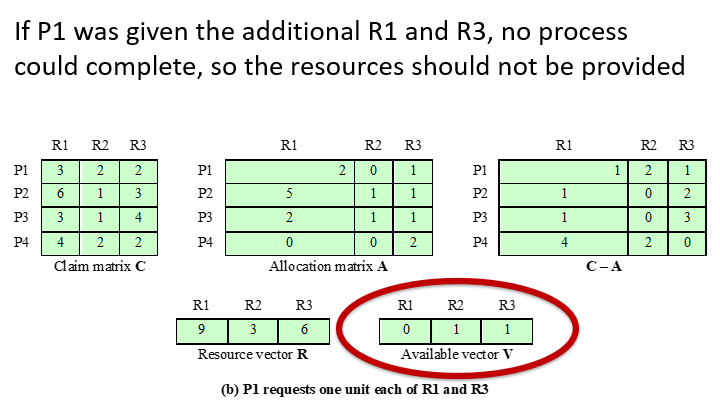 If P1 was given the additional R1 and R3, no process
could complete, so the resources should not be provided
R1 R2 R3 R1 R2 R3 R1 R2 R3
P1 3 2 2 P1 2 0 1 P1 1 2 1
P2 6 1 3 P2 5 1 1 P2 1 0 2
P3 3 1 4 P3 2 1 1 P3 1 0 3
P4 4 2 2 P4 0 0 2 P4 4 2 0
Claim matrix C Allocation matrix A C – A
R1 R2 R3 R1 R2 R3
9 3 6 0 1 1
Resource vector R Available vector V
(b) P1 requests one unit each of R1 and R3